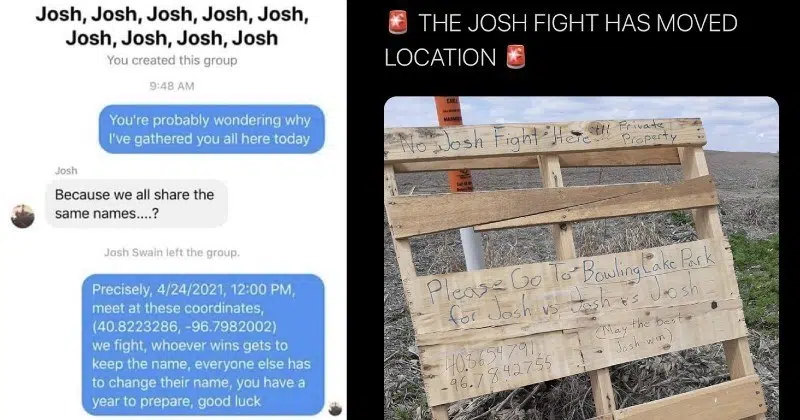 Josh, Josh, Josh, Josh, Josh,
Josh, Josh, Josh, Josh
You created this group
9:48 AM
You're probably wondering why
I've gathered you all here today
Josh
Because we all share the
same names....?
Josh Swain left the group.
Precisely, 4/24/2021, 12:00 PM,
meet at these coordinates,
(40.8223286, -96.7982002)
we fight, whoever wins gets to
keep the name, everyone else has
to change their name, you have a
year to prepare, good luck
🚨 THE JOSH FIGHT HAS MOVED
LOCATION 🚨
No Josh Fight Here!!! Private
Property
Please Go To Bowling Lake Park
for Josh vs Josh vs Josh
(May the best
Josh win)
40.8654791
96.7842755